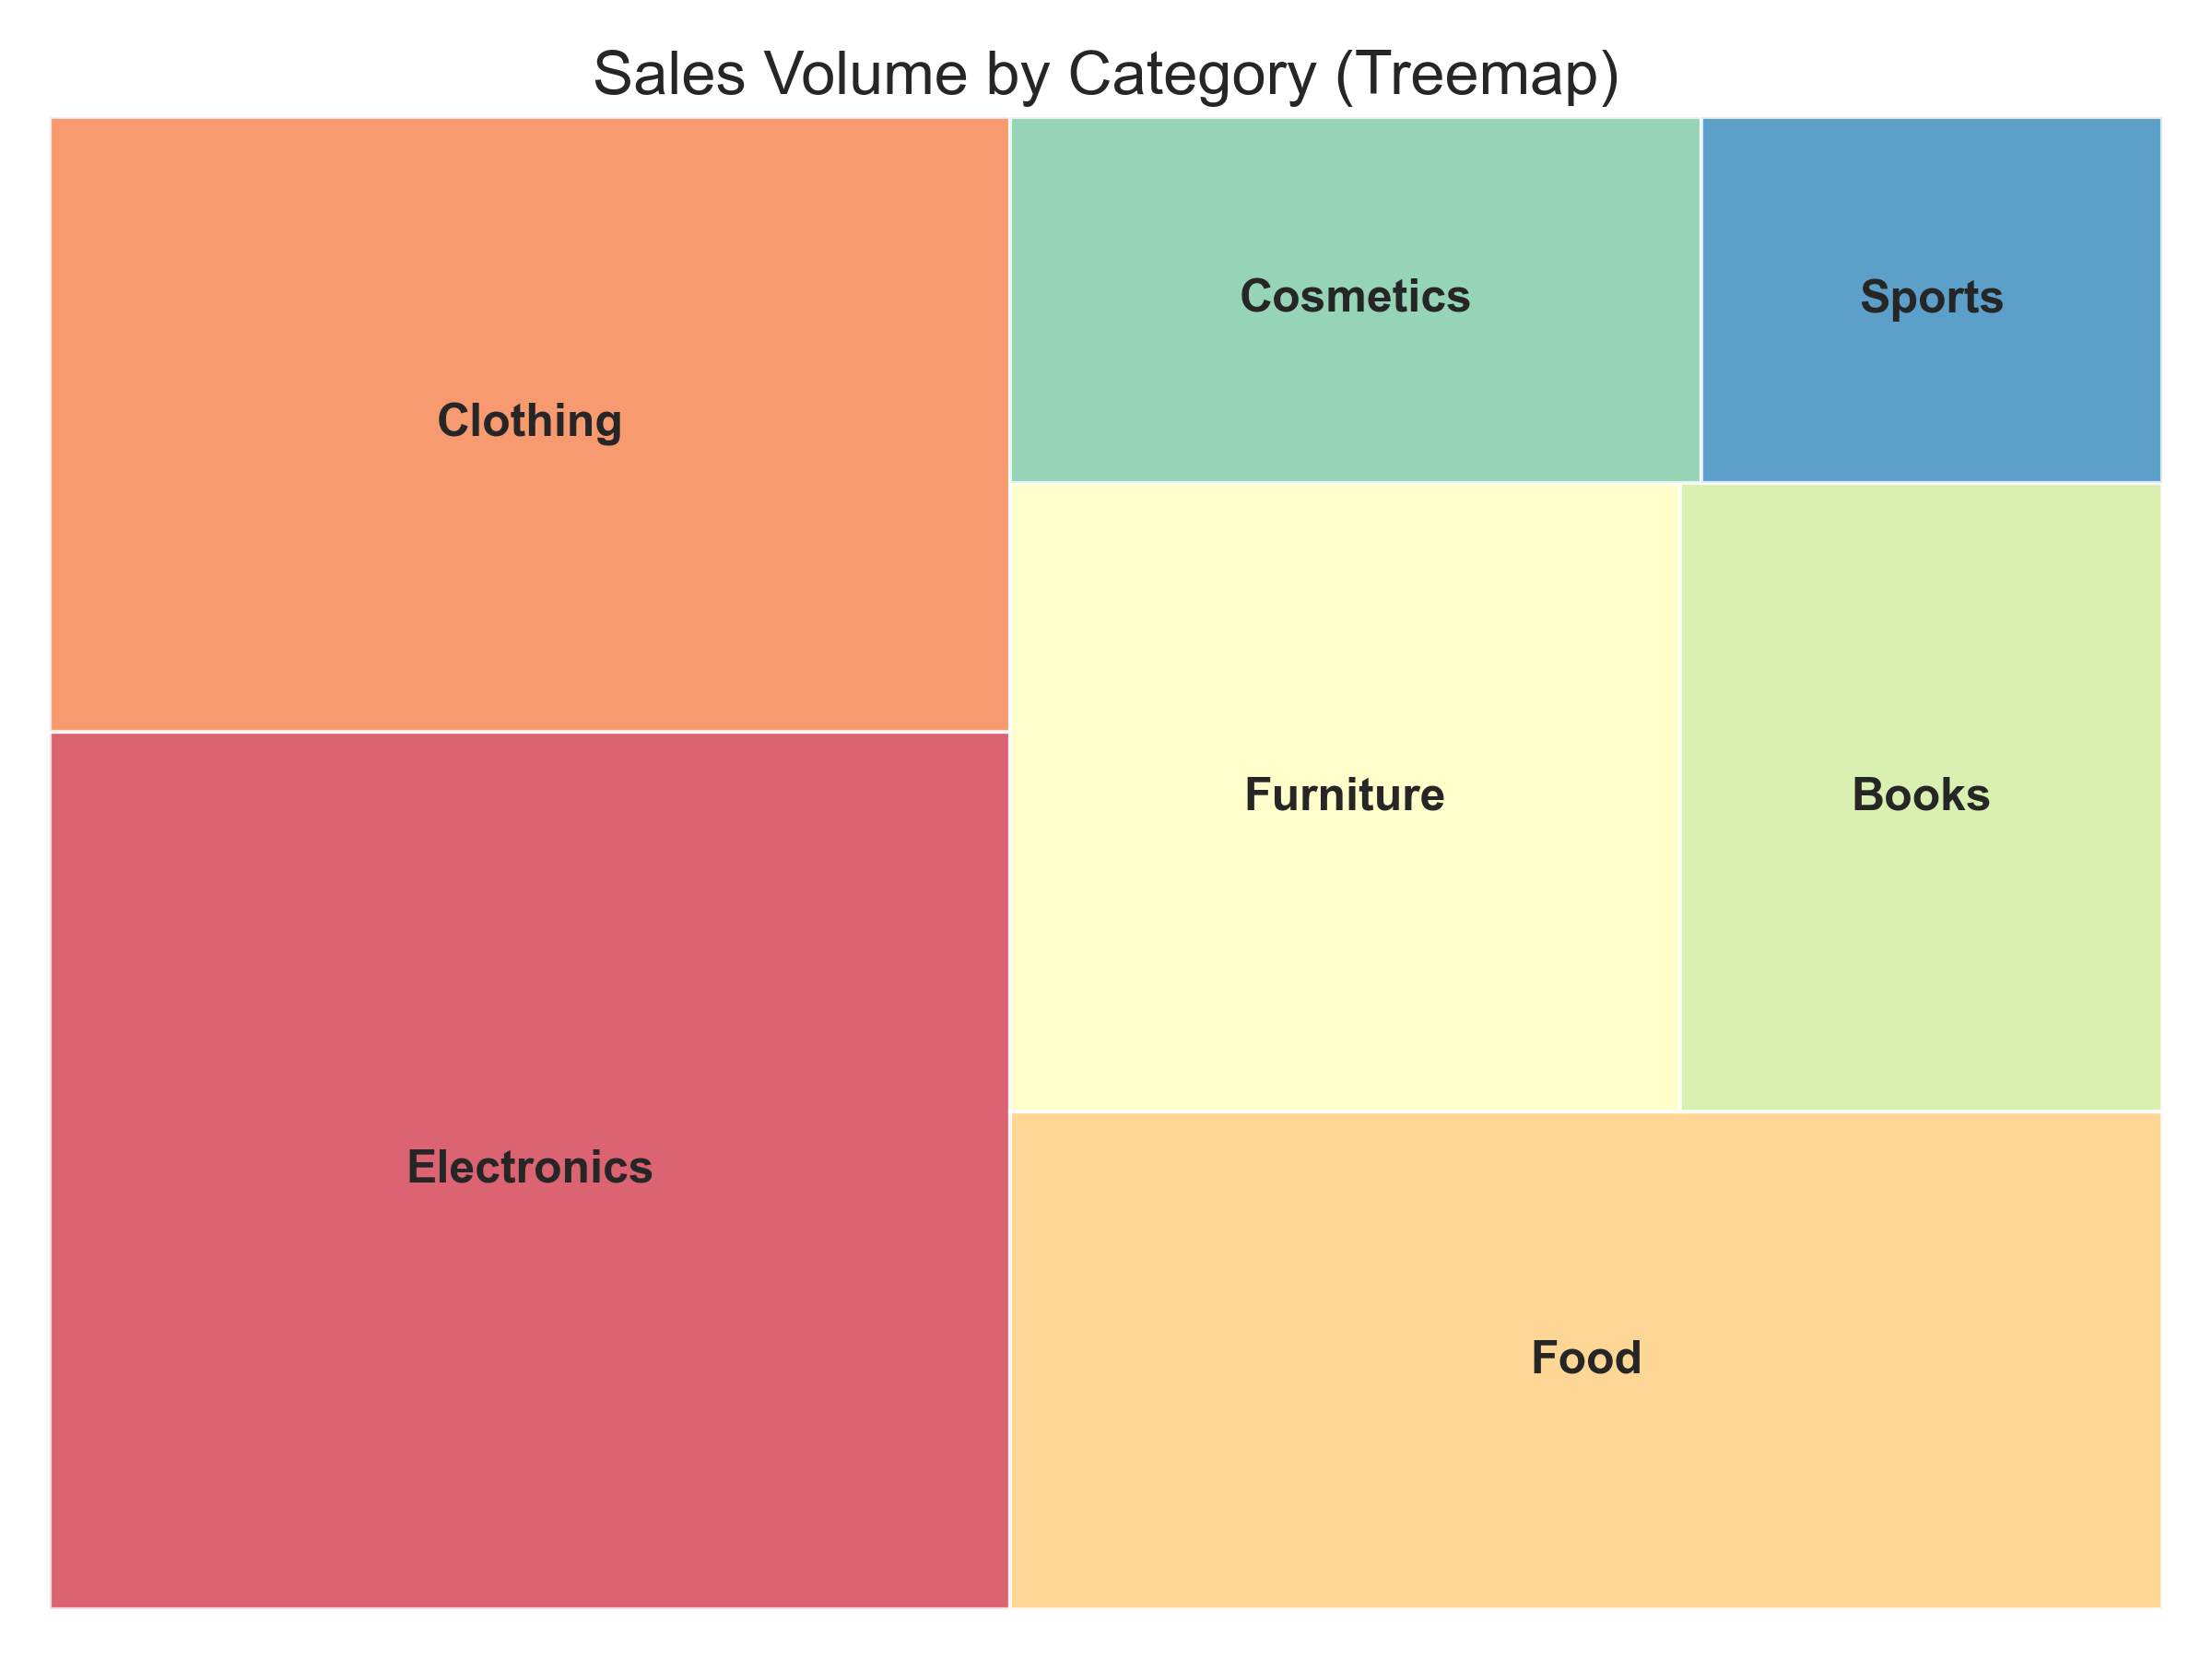 Sales Volume by Category (Treemap)
Cosmetics
Sports
Clothing
Furniture
Books
Electronics
Food